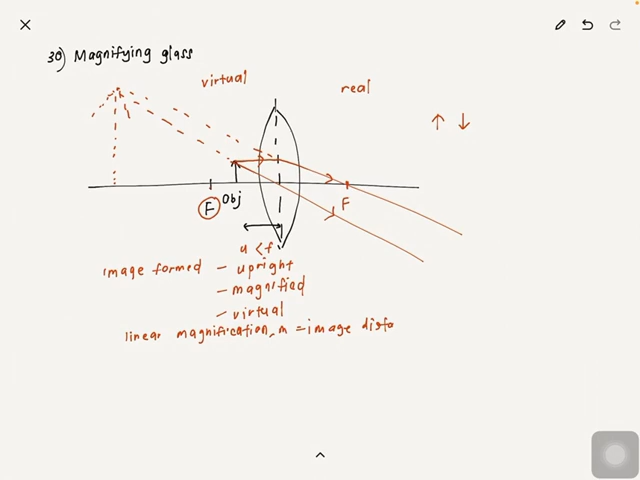 30) Magnifying glass
virtual
real
↑ ↓
F
Obj
F
u < f
image formed – upright
– magnified
– virtual
linear magnification, m = image dista